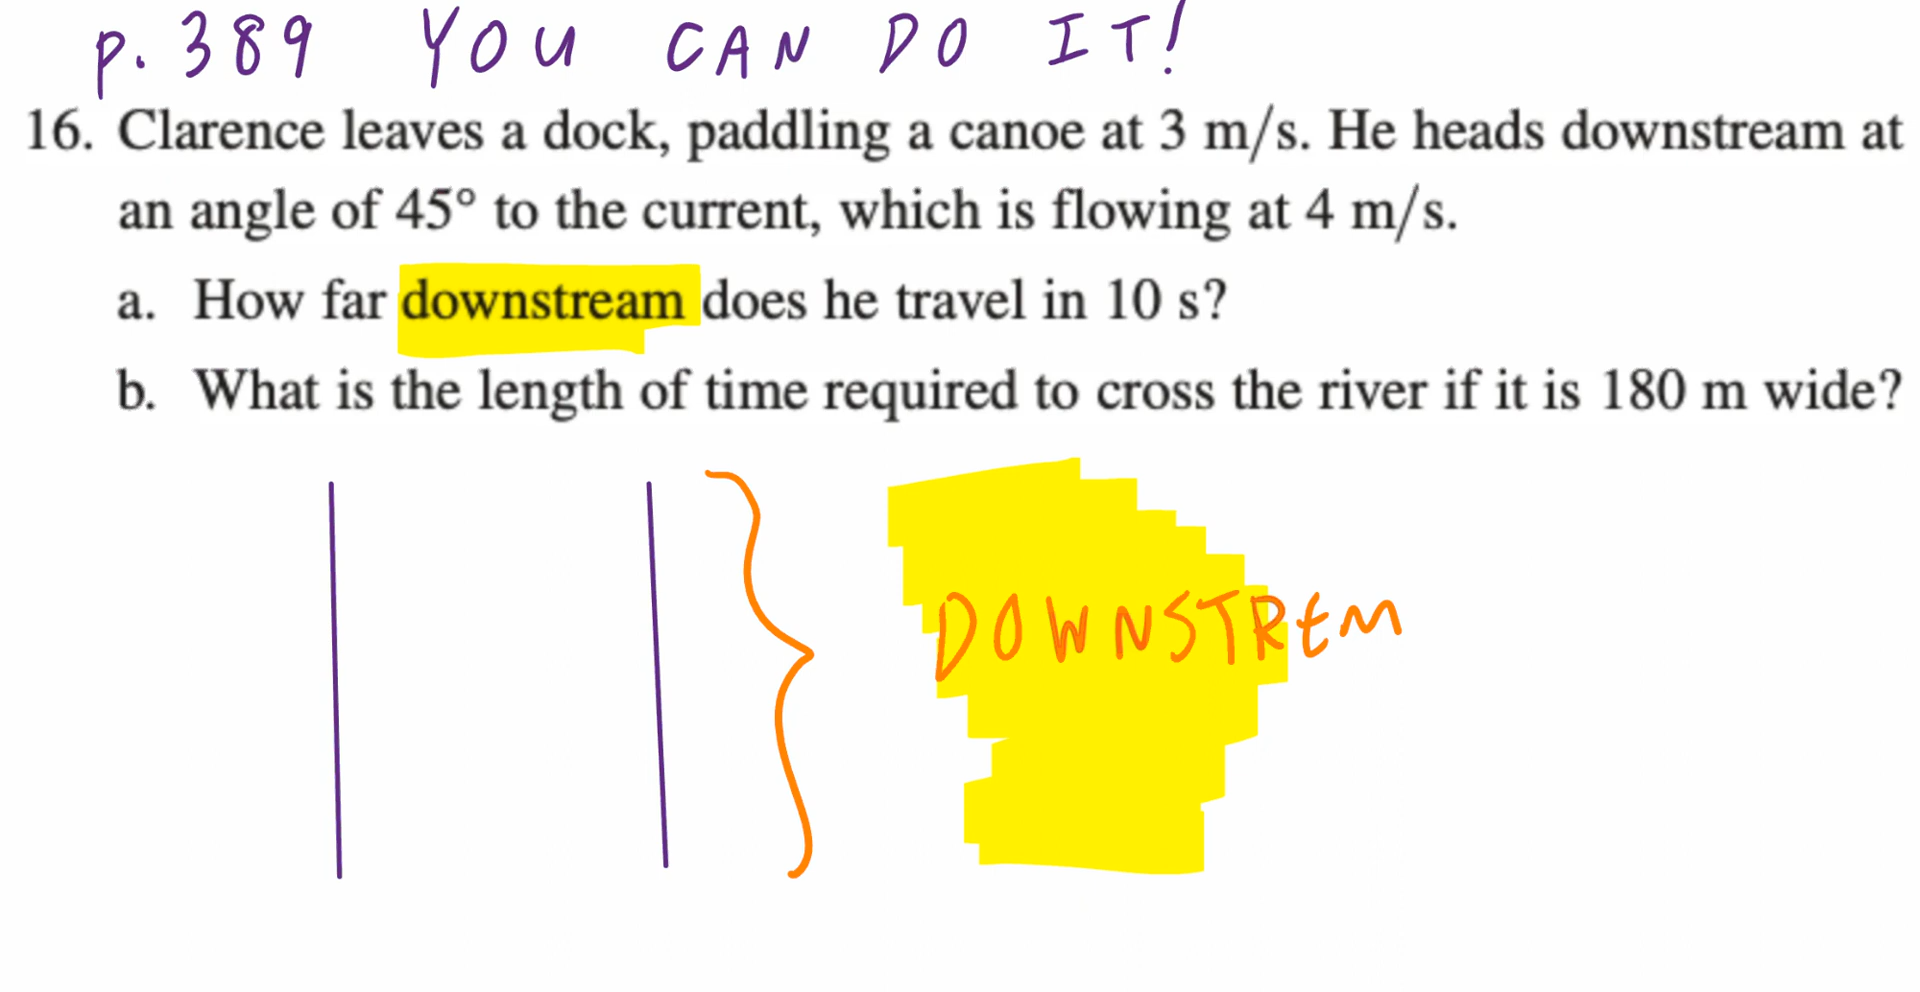 p. 389 YOU CAN DO IT!
16. Clarence leaves a dock, paddling a canoe at 3 m/s. He heads downstream at
an angle of 45° to the current, which is flowing at 4 m/s.
a. How far downstream does he travel in 10 s?
b. What is the length of time required to cross the river if it is 180 m wide?
DOWNSTREM